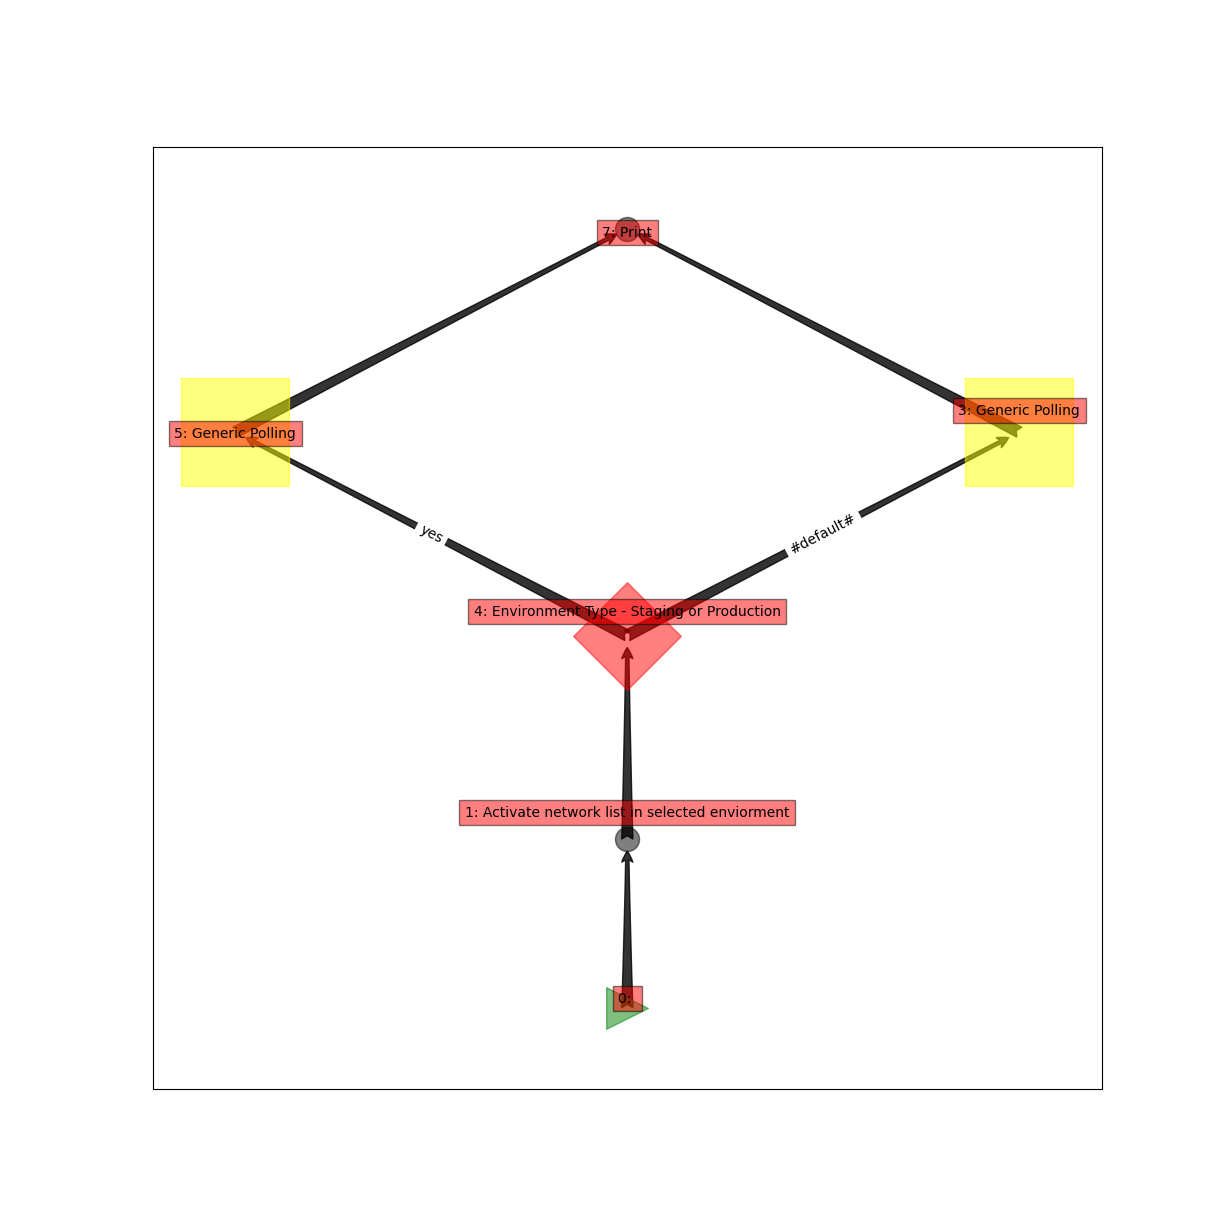 7: Print
3: Generic Polling
5: Generic Polling
yes
#default#
4: Environment Type - Staging or Production
1: Activate network list in selected enviorment
0: